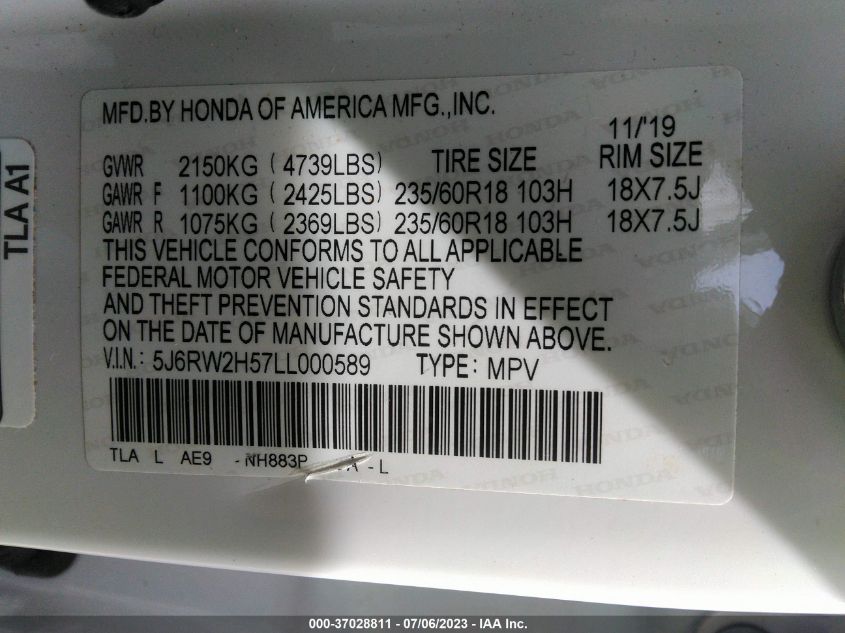 MFD.BY HONDA OF AMERICA MFG.,INC.
11/'19
GVWR 2150KG (4739LBS) TIRE SIZE RIM SIZE
GAWR F 1100KG (2425LBS) 235/60R18 103H 18X7.5J
GAWR R 1075KG (2369LBS) 235/60R18 103H 18X7.5J
THIS VEHICLE CONFORMS TO ALL APPLICABLE
FEDERAL MOTOR VEHICLE SAFETY
AND THEFT PREVENTION STANDARDS IN EFFECT
ON THE DATE OF MANUFACTURE SHOWN ABOVE.
V.I.N.: 5J6RW2H57LL000589 TYPE: MPV
TLA L AE9 -NH883P A -L
TLA A1
000-37028811 - 07/06/2023 - IAA Inc.